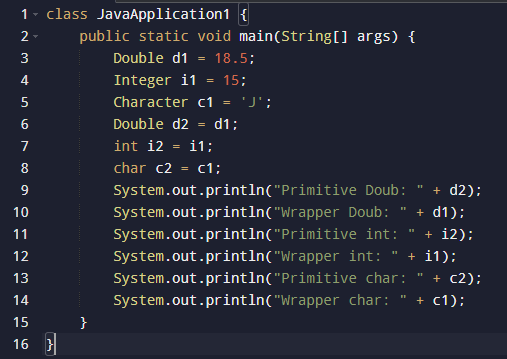 1 class JavaApplication1 {
2     public static void main(String[] args) {
3         Double d1 = 18.5;
4         Integer i1 = 15;
5         Character c1 = 'J';
6         Double d2 = d1;
7         int i2 = i1;
8         char c2 = c1;
9         System.out.println("Primitive Doub: " + d2);
10         System.out.println("Wrapper Doub: " + d1);
11         System.out.println("Primitive int: " + i2);
12         System.out.println("Wrapper int: " + i1);
13         System.out.println("Primitive char: " + c2);
14         System.out.println("Wrapper char: " + c1);
15     }
16 }